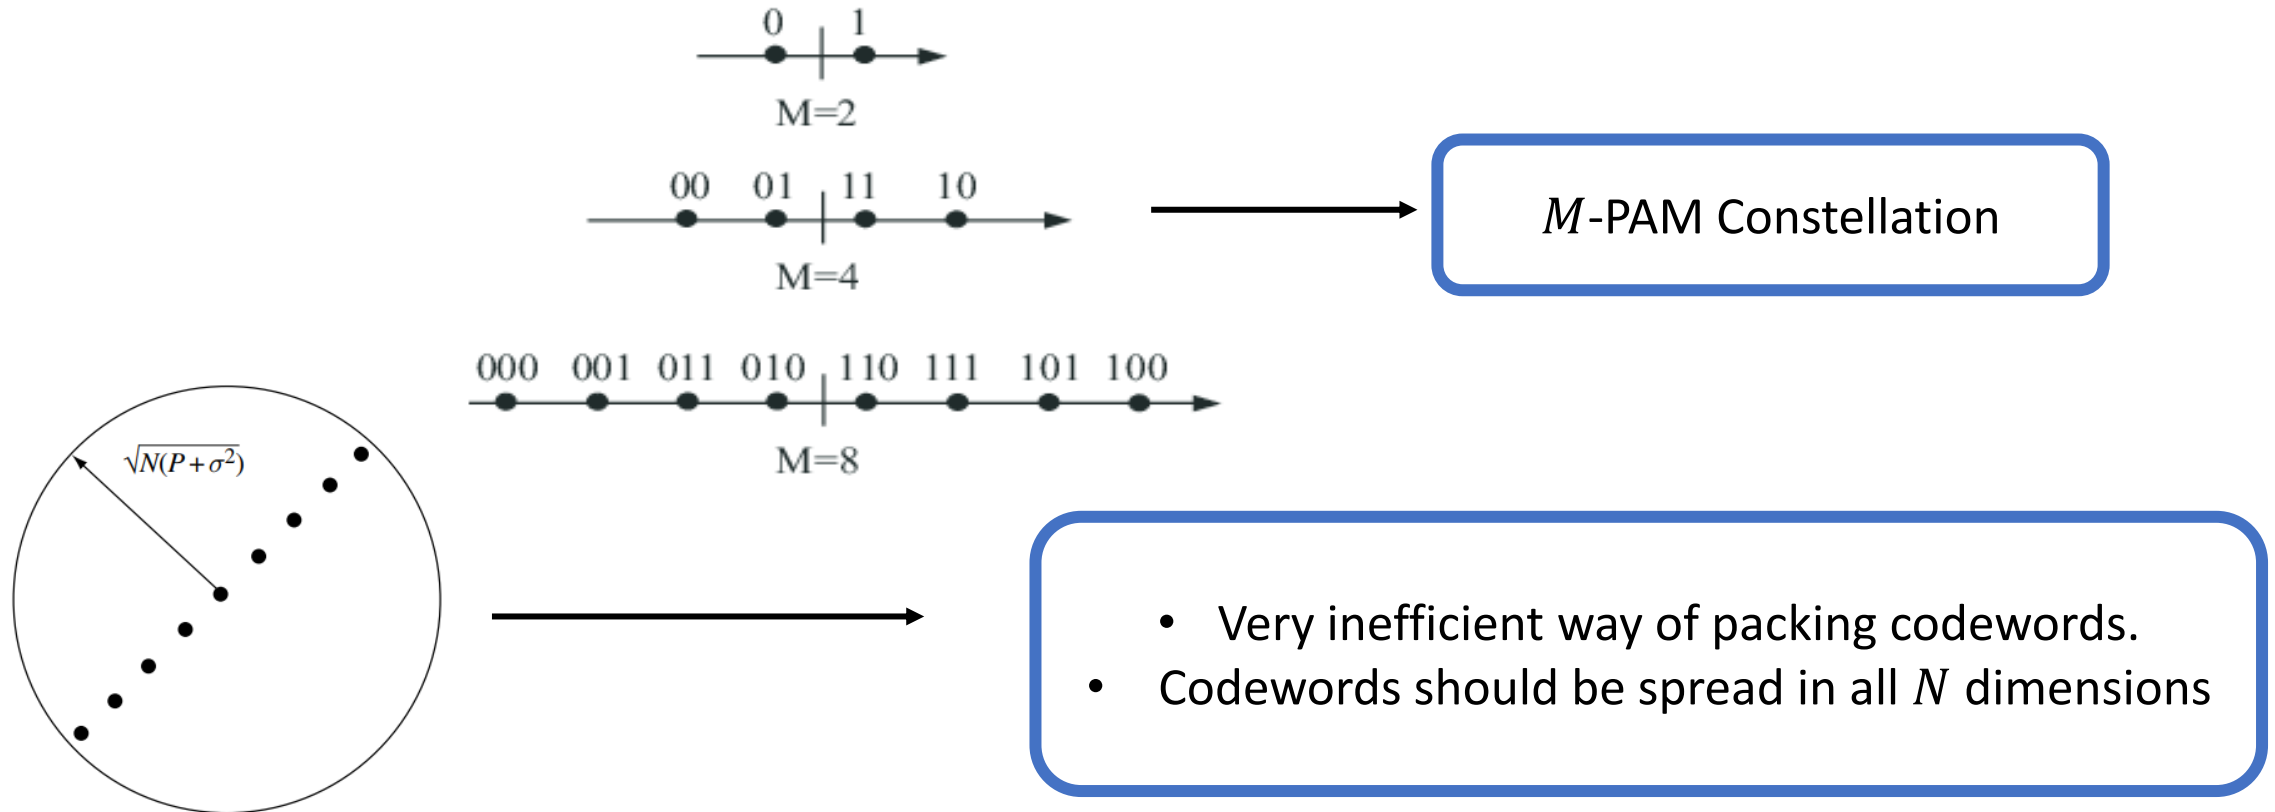 0 1
M=2
00 01 11 10
M=4
M-PAM Constellation
000 001 011 010 110 111 101 100
M=8
√N(P+σ²)
• Very inefficient way of packing codewords.
• Codewords should be spread in all N dimensions